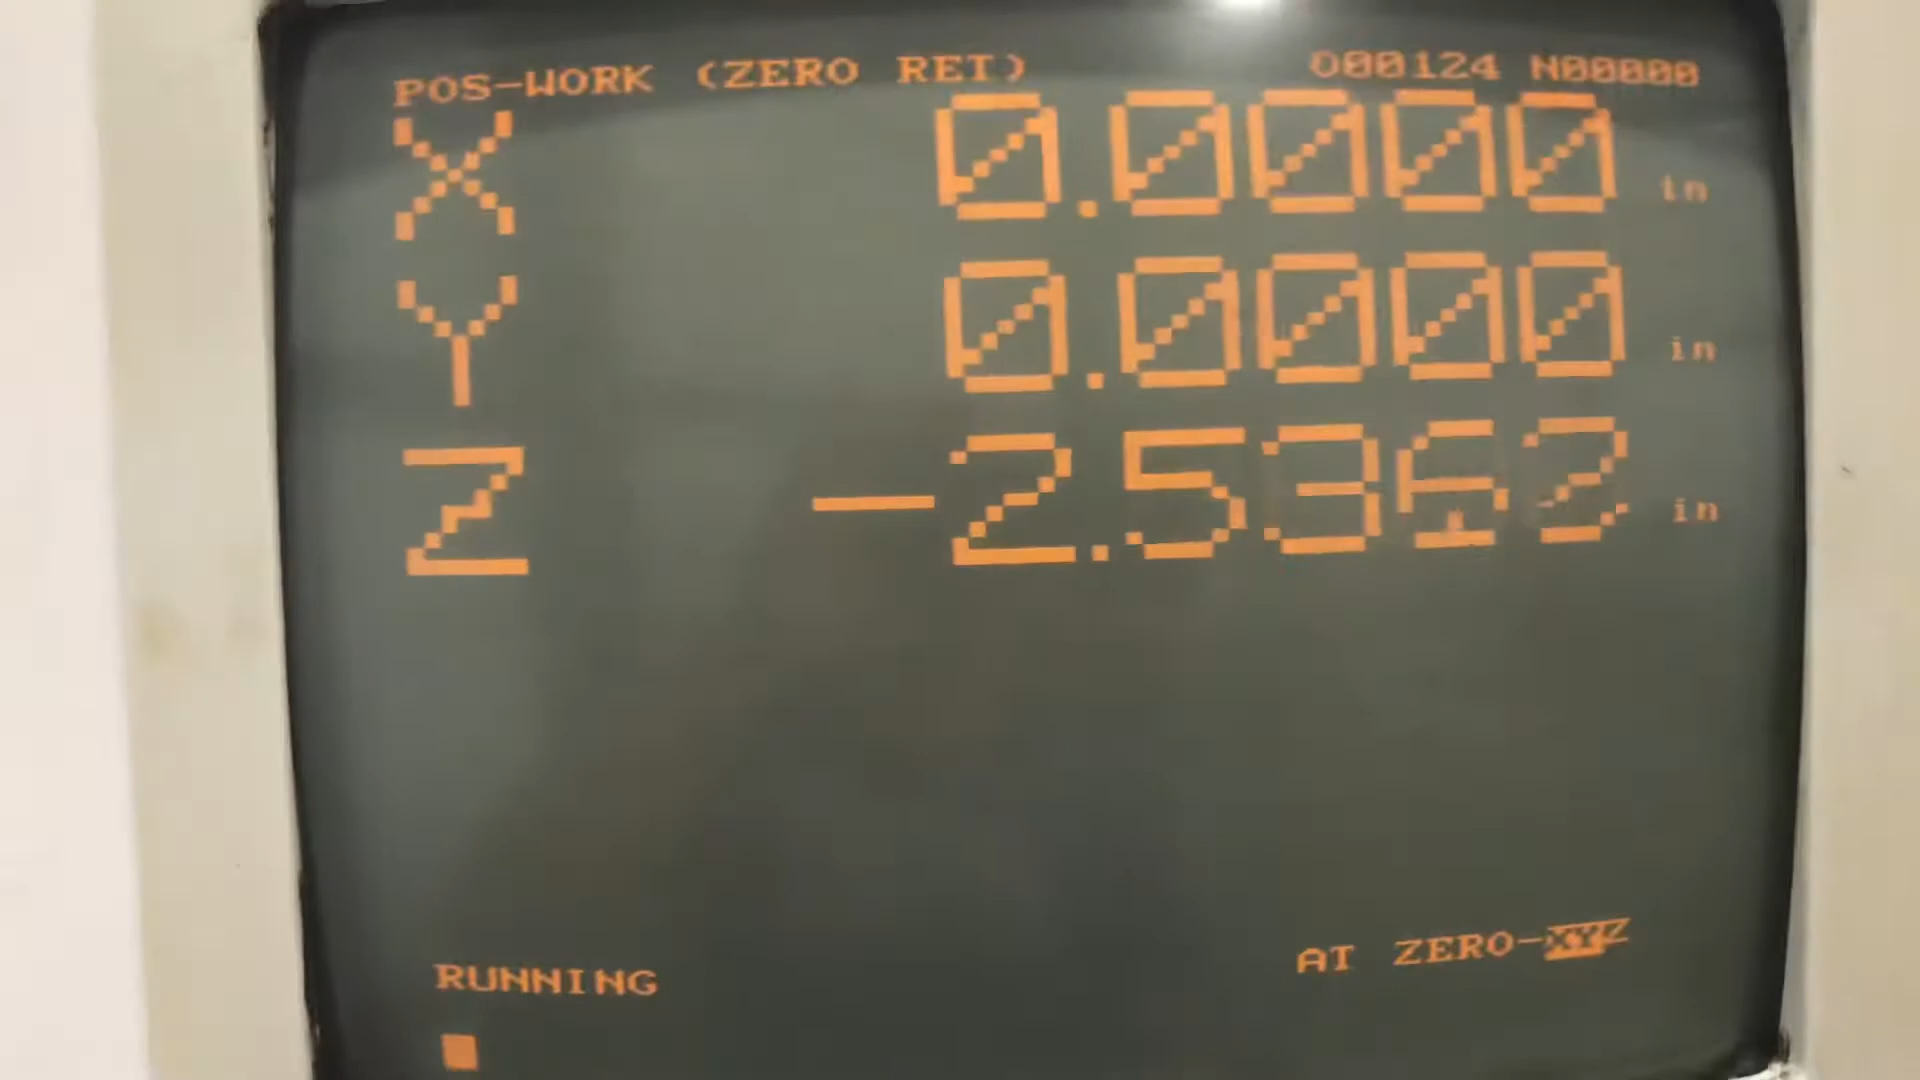 POS-WORK (ZERO RET) O00124 N00000
X 0.0000 in
Y 0.0000 in
Z in
RUNNING AT ZERO-XYZ